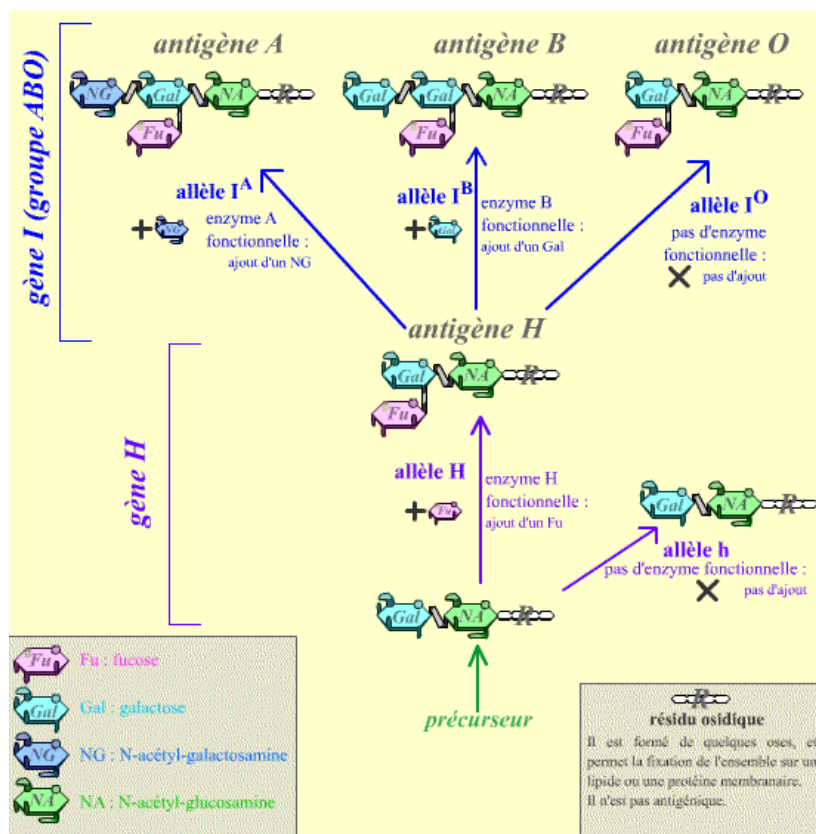 gène I (groupe ABO)
antigène A
antigène B
antigène O
NG Gal NA R
Fu
Gal Gal NA R
Fu
Gal NA R
Fu
allèle I^A
+ NG
enzyme A
fonctionnelle :
ajout d'un NG
allèle I^B
+ Gal
enzyme B
fonctionnelle :
ajout d'un Gal
allèle I^O
pas d'enzyme
fonctionnelle :
pas d'ajout
gène H
antigène H
Gal NA R
Fu
allèle H
+ Fu
enzyme H
fonctionnelle :
ajout d'un Fu
Gal NA R
allèle h
pas d'enzyme fonctionnelle :
pas d'ajout
Gal NA R
précurseur
Fu
Fu : fucose
Gal
Gal : galactose
NG
NG : N-acétyl-galactosamine
NA
NA : N-acétyl-glucosamine
R
résidu osidique
Il est formé de quelques oses, et
permet la fixation de l'ensemble sur un
lipide ou une protéine membranaire.
Il n'est pas antigénique.